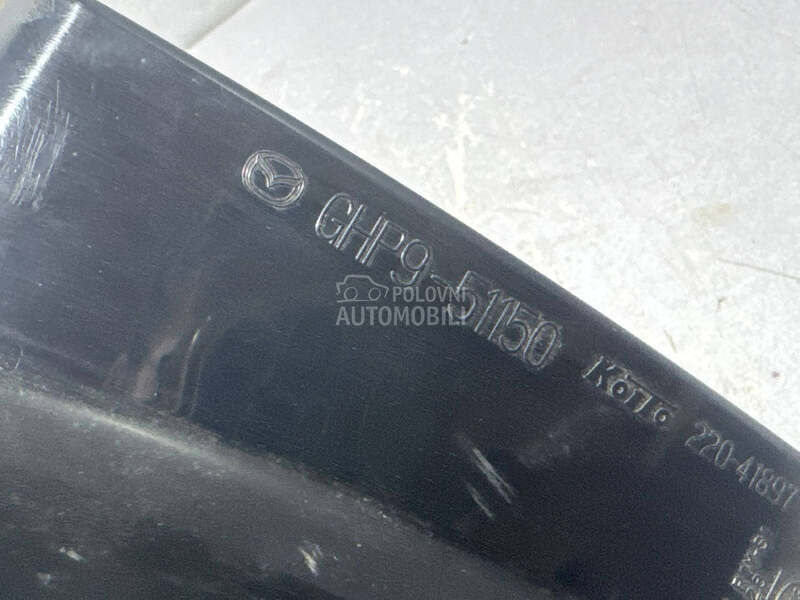 GHP9-51150 KOITO 220-41897
POLOVNI
AUTOMOBILI